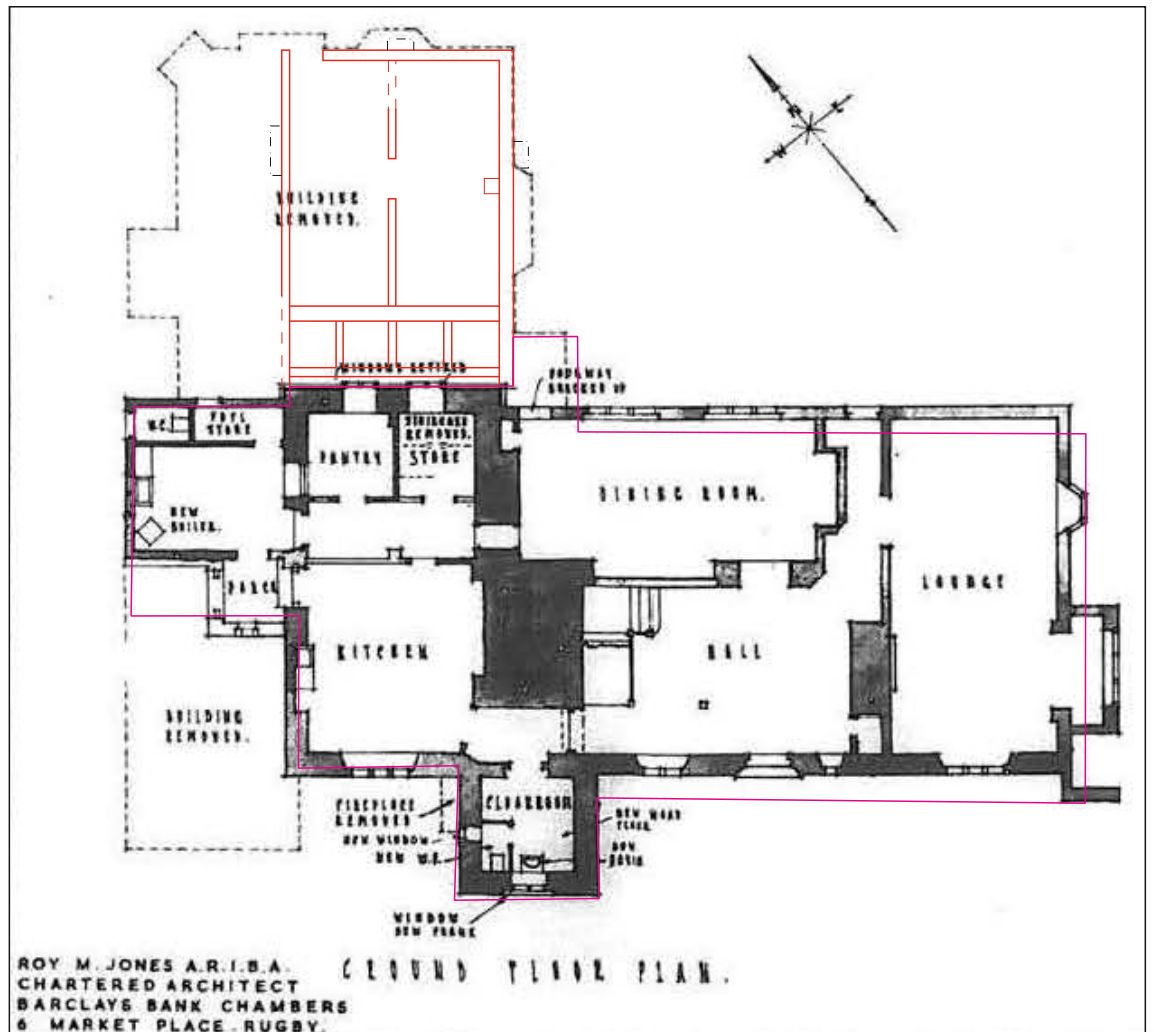 BUILDING
REMOVED.
WINDOWS
DOORWAY
BRICKED UP
W.C.
FUEL
STORE
STAIRCASE
REMOVED.
PANTRY
STORE
DINING ROOM.
NEW
BOILER.
PORCH
LOUNGE
KITCHEN
HALL
BUILDING
REMOVED.
FIREPLACE
REMOVED
CLOAKROOM
NEW WOOD
FLOOR
NEW WINDOW
NEW
BASIN
NEW W.C.
WINDOW
NEW FRAME
GROUND FLOOR PLAN.
ROY M. JONES A.R.I.B.A.
CHARTERED ARCHITECT
BARCLAYS BANK CHAMBERS
6 MARKET PLACE, RUGBY.